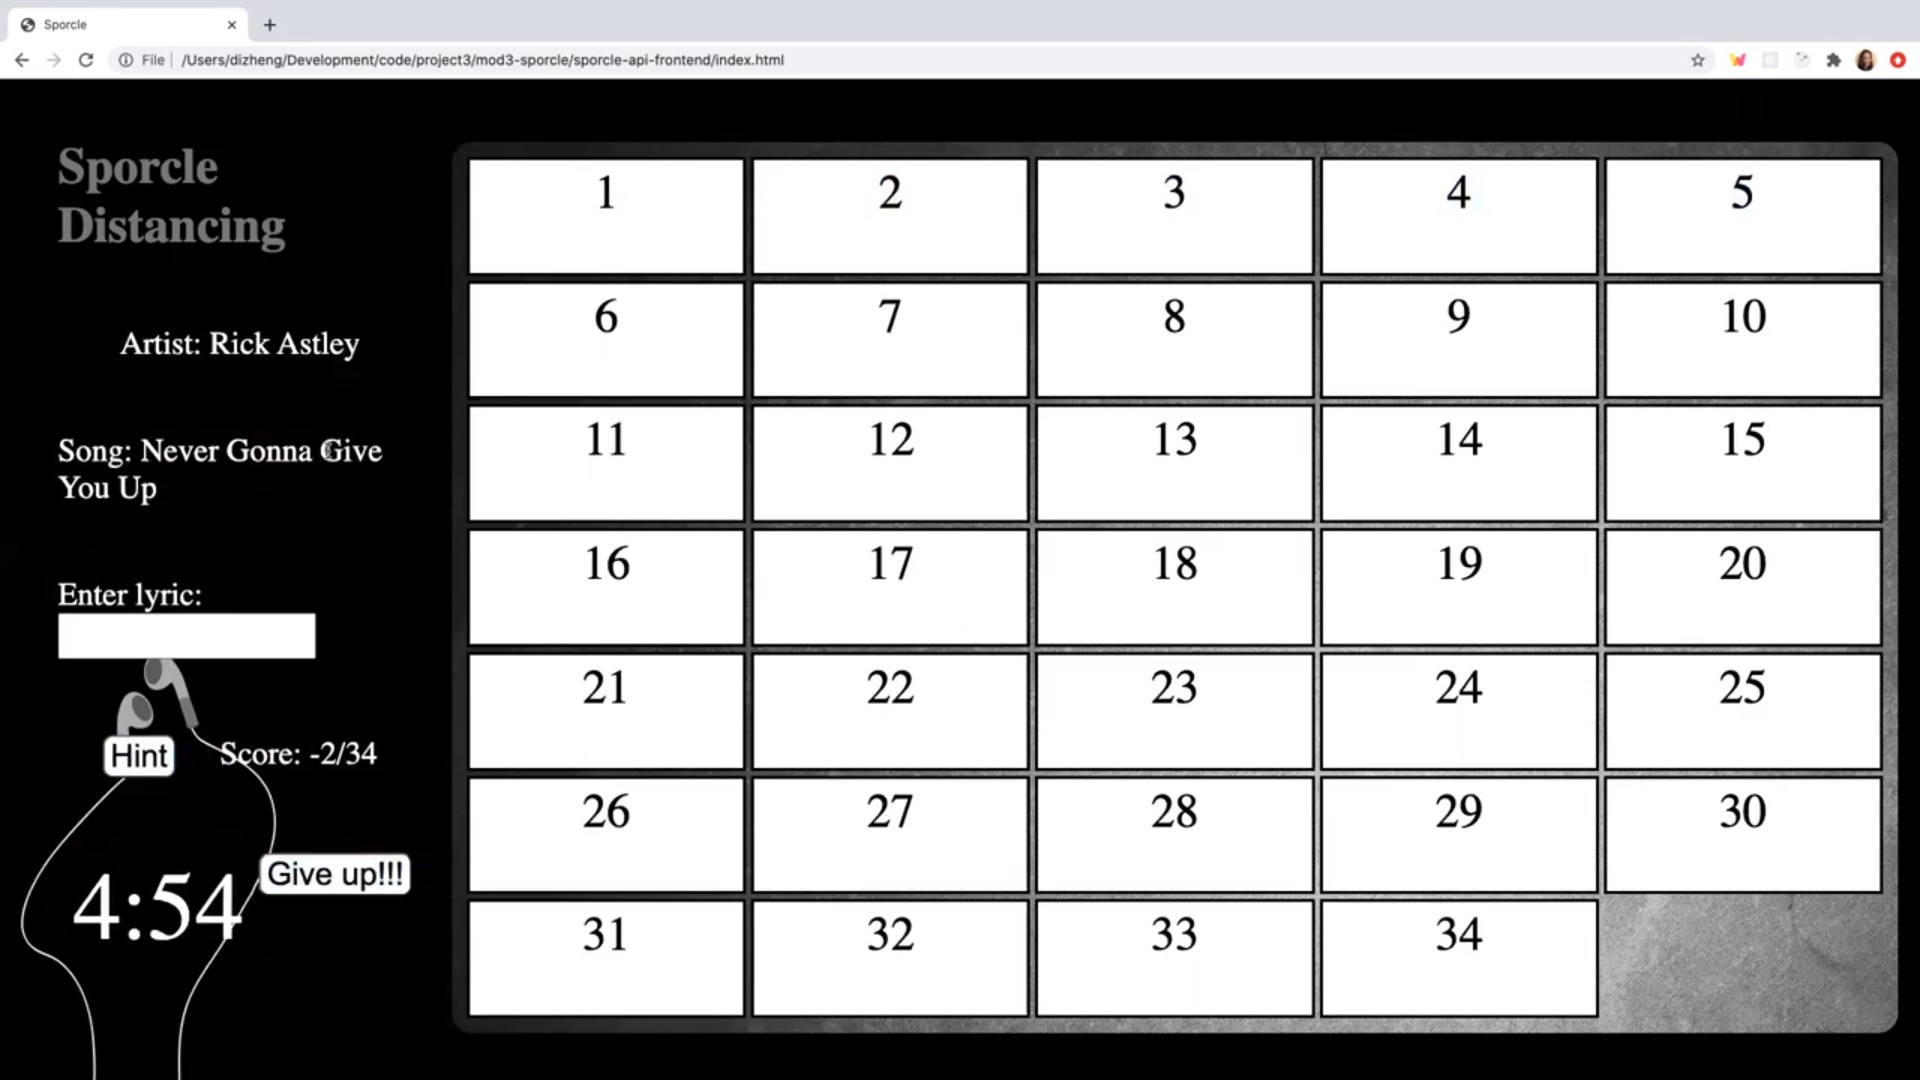 Sporcle
File
/Users/dizheng/Development/code/project3/mod3-sporcle/sporcle-api-frontend/index.html
Sporcle
Distancing
Artist: Rick Astley
Song: Never Gonna Give
You Up
Enter lyric:
Hint
Score: -2/34
4:54
Give up!!!
1 2 3 4 5
6 7 8 9 10
11 12 13 14 15
16 17 18 19 20
21 22 23 24 25
26 27 28 29 30
31 32 33 34